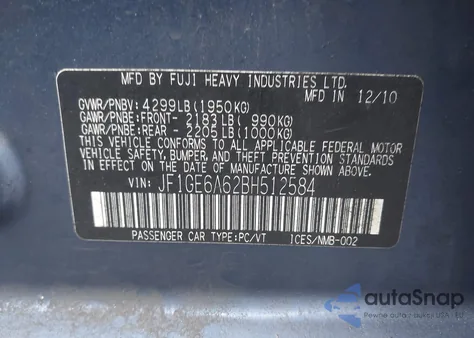 MFD BY FUJI HEAVY INDUSTRIES LTD.
MFD IN 12/10
GVWR/PNBV: 4299LB(1950KG)
GAWR/PNBE:FRONT- 2183LB( 990KG)
GAWR/PNBE:REAR - 2205LB(1000KG)
THIS VEHICLE CONFORMS TO ALL APPLICABLE FEDERAL MOTOR
VEHICLE SAFETY, BUMPER, AND THEFT PREVENTION STANDARDS
IN EFFECT ON THE DATE OF MANUFACTURE SHOWN ABOVE.
VIN: JF1GE6A62BH512584
PASSENGER CAR TYPE:PC/VT ICES/NMB-002
autoSnap
Pewne auto z USA